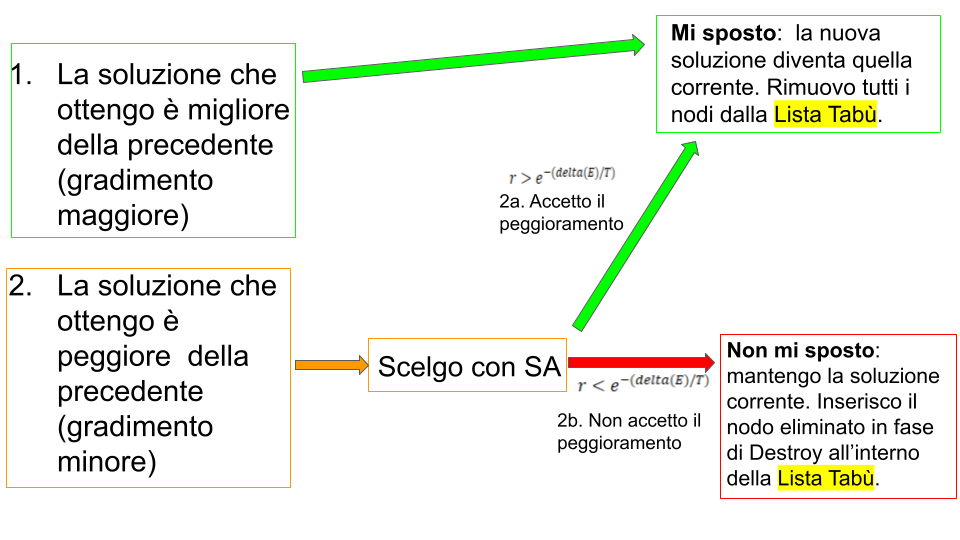 1. La soluzione che
ottengo è migliore
della precedente
(gradimento
maggiore)
Mi sposto: la nuova
soluzione diventa quella
corrente. Rimuovo tutti i
nodi dalla Lista Tabù.
r > e^{-(delta(E)/T)}
2a. Accetto il
peggioramento
2. La soluzione che
ottengo è
peggiore della
precedente
(gradimento
minore)
Scelgo con SA
r < e^{-(delta(E)/T)}
2b. Non accetto il
peggioramento
Non mi sposto:
mantengo la soluzione
corrente. Inserisco il
nodo eliminato in fase
di Destroy all’interno
della Lista Tabù.